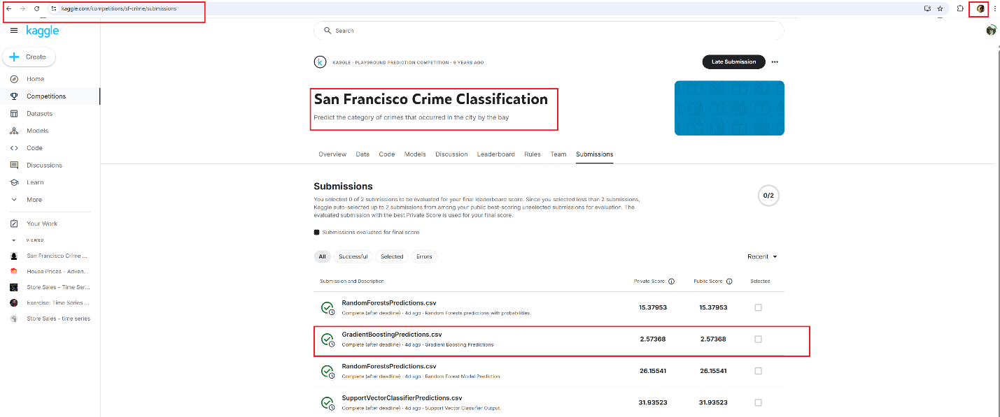 kaggle.com/competitions/sf-crime/submissions
kaggle
Search
Create
Home
Competitions
Datasets
Models
Code
Discussions
Learn
More
Your Work
VIEWED
San Francisco Crime ...
House Prices - Advan...
Store Sales - Time Ser...
Exercise: Time Series ...
Store Sales - time series
k
KAGGLE · PLAYGROUND PREDICTION COMPETITION · 9 YEARS AGO
Late Submission
San Francisco Crime Classification
Predict the category of crimes that occurred in the city by the bay
Overview Data Code Models Discussion Leaderboard Rules Team Submissions
Submissions
0/2
You selected 0 of 2 submissions to be evaluated for your final leaderboard score. Since you selected less than 2 submissions,
Kaggle auto-selected up to 2 submissions from among your public best-scoring unselected submissions for evaluation. The
evaluated submission with the best Private Score is used for your final score.
Submissions evaluated for final score
All Successful Selected Errors Recent
Submission and Description Private Score Public Score Selected
RandomForestsPredictions.csv 15.37953 15.37953
Complete (after deadline) · 4d ago · Random Forests predictions with probabilities.
GradientBoostingPredictions.csv 2.57368 2.57368
Complete (after deadline) · 4d ago · Gradient Boosting Predictions
RandomForestsPredictions.csv 26.15541 26.15541
Complete (after deadline) · 4d ago · Random Forest Model Prediction
SupportVectorClassifierPredictions.csv 31.93523 31.93523
Complete (after deadline) · 4d ago · Support Vector Classifier Output.